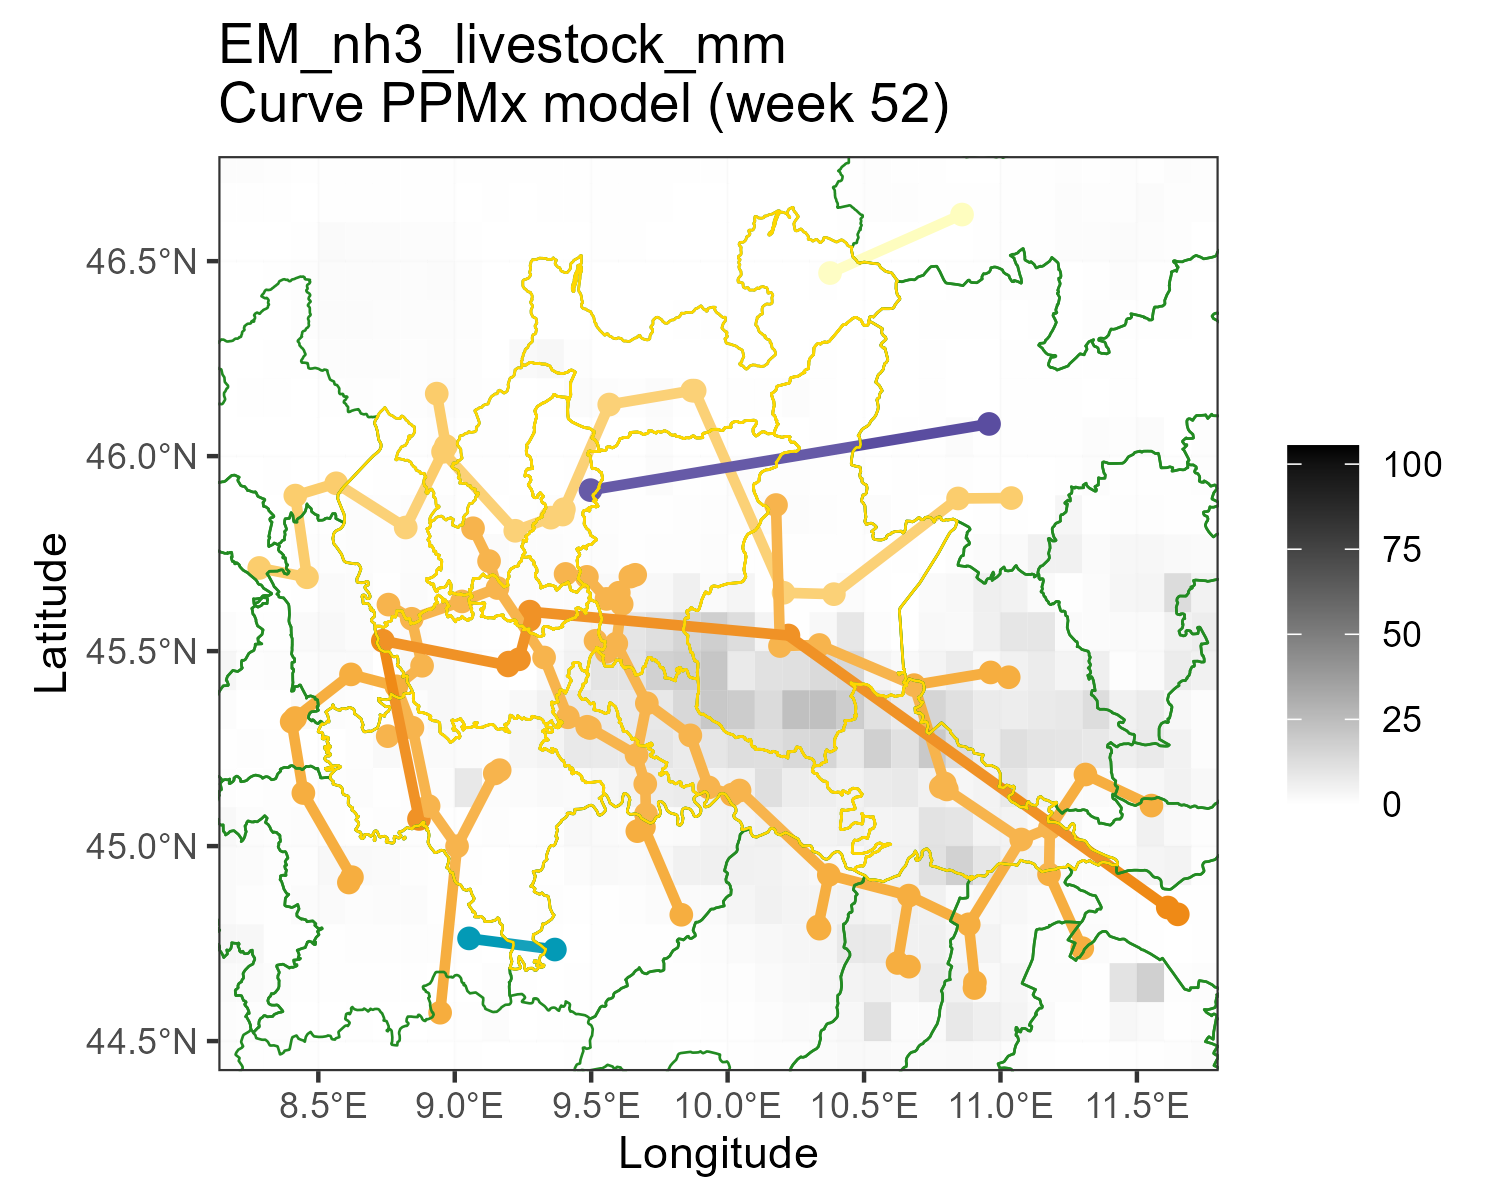 EM_nh3_livestock_mm
Curve PPMx model (week 52)
46.5°N
46.0°N
45.5°N
45.0°N
44.5°N
Latitude
8.5°E 9.0°E 9.5°E 10.0°E 10.5°E 11.0°E 11.5°E
Longitude
100
75
50
25
0